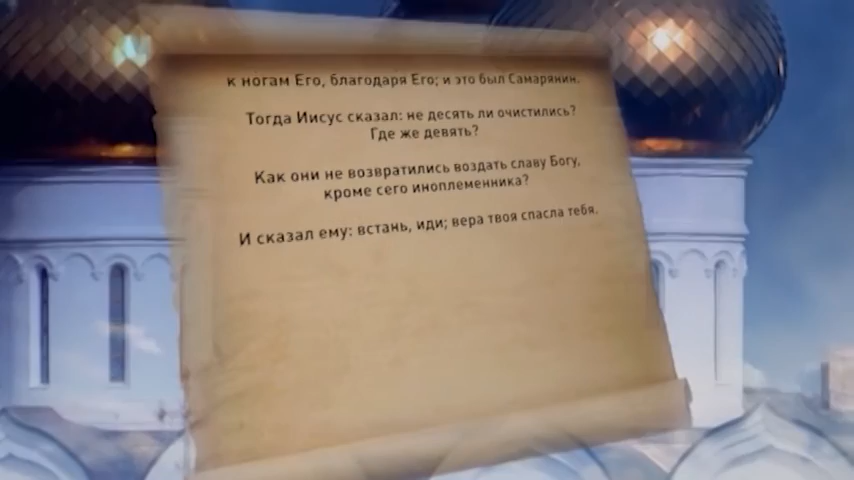 к ногам Его, благодаря Его; и это был Самарянин.
Тогда Иисус сказал: не десять ли очистились?
Где же девять?
Как они не возвратились воздать славу Богу,
кроме сего иноплеменника?
И сказал ему: встань, иди; вера твоя спасла тебя.